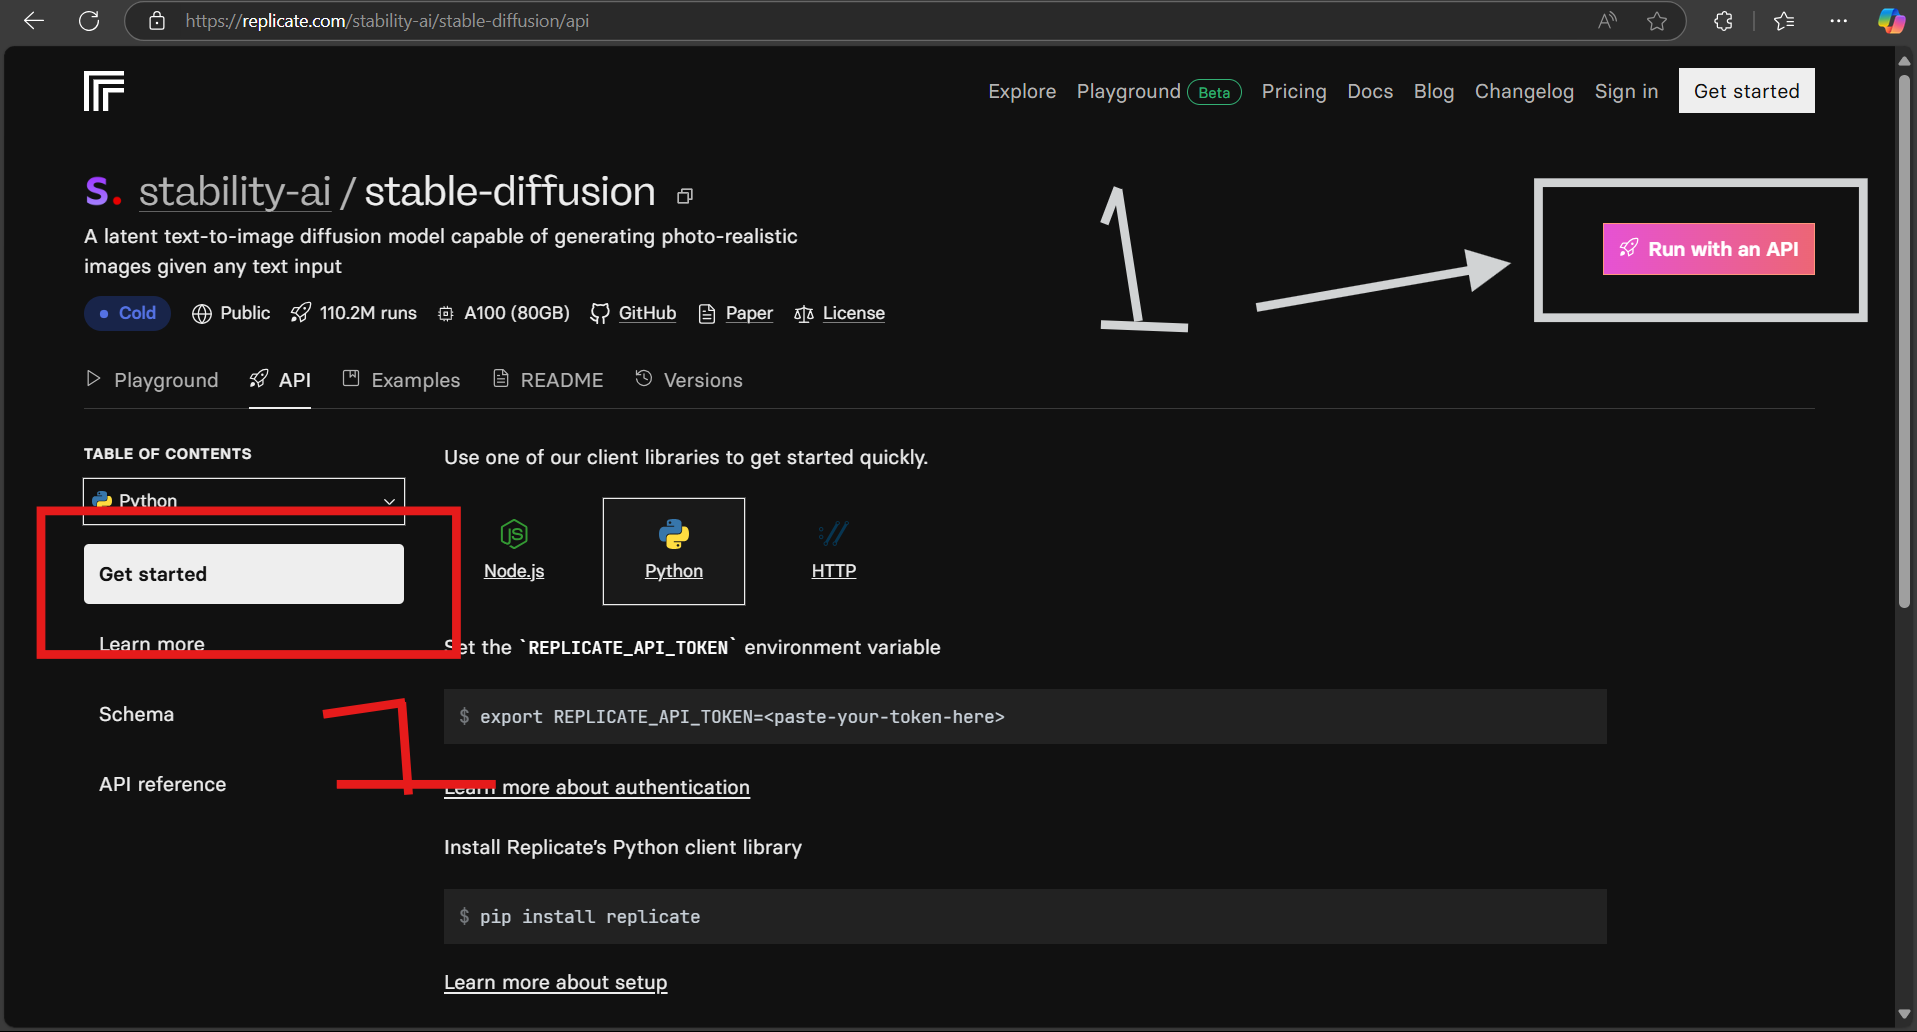 https://replicate.com/stability-ai/stable-diffusion/api
Explore Playground Beta Pricing Docs Blog Changelog Sign in Get started
S. stability-ai / stable-diffusion
A latent text-to-image diffusion model capable of generating photo-realistic
images given any text input
Cold Public 110.2M runs A100 (80GB) GitHub Paper License
1
Run with an API
Playground API Examples README Versions
TABLE OF CONTENTS
Python
Get started
Learn more
Schema
API reference
1
Use one of our client libraries to get started quickly.
Node.js Python HTTP
Set the `REPLICATE_API_TOKEN` environment variable
$ export REPLICATE_API_TOKEN=<paste-your-token-here>
Learn more about authentication
Install Replicate’s Python client library
$ pip install replicate
Learn more about setup